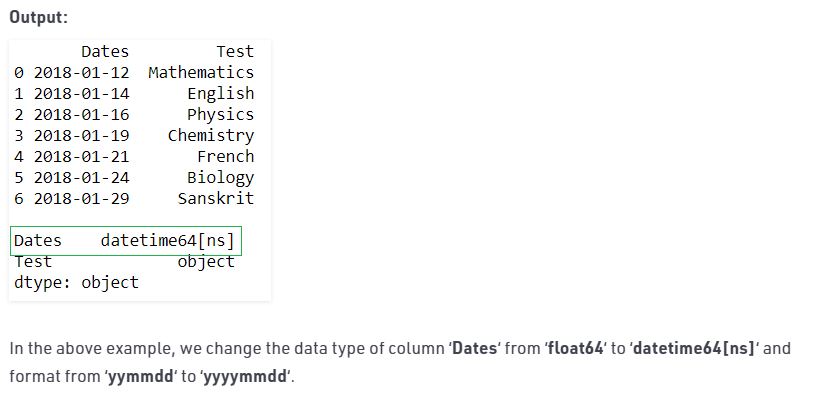 Output:
Dates Test
0 2018-01-12 Mathematics
1 2018-01-14 English
2 2018-01-16 Physics
3 2018-01-19 Chemistry
4 2018-01-21 French
5 2018-01-24 Biology
6 2018-01-29 Sanskrit
Dates datetime64[ns]
Test object
dtype: object
In the above example, we change the data type of column ‘Dates‘ from ‘float64‘ to ‘datetime64[ns]‘ and
format from ‘yymmdd‘ to ‘yyyymmdd‘.